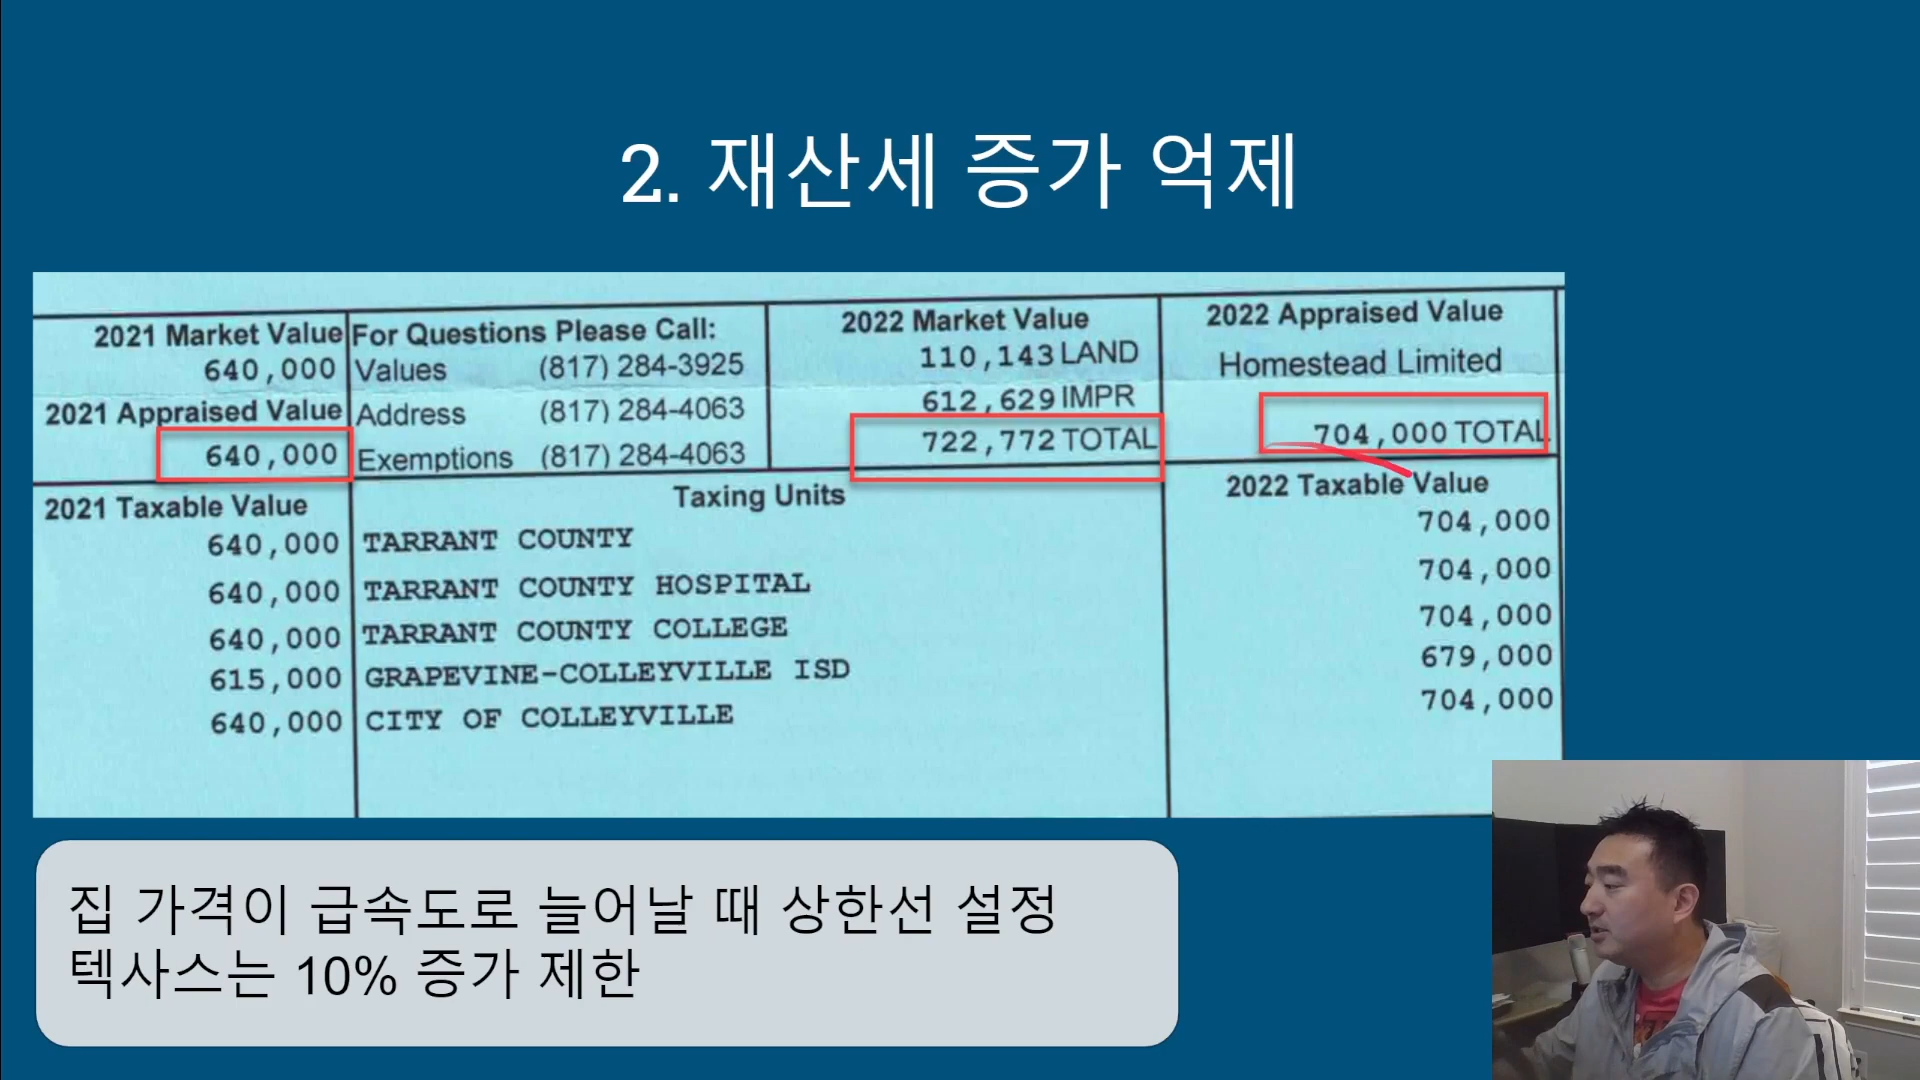 2. 재산세 증가 억제
2021 Market Value
640,000
2021 Appraised Value
640,000
For Questions Please Call:
Values (817) 284-3925
Address (817) 284-4063
Exemptions (817) 284-4063
2022 Market Value
110,143 LAND
612,629 IMPR
722,772 TOTAL
2022 Appraised Value
Homestead Limited
704,000 TOTAL
2021 Taxable Value Taxing Units 2022 Taxable Value
640,000 TARRANT COUNTY 704,000
640,000 TARRANT COUNTY HOSPITAL 704,000
640,000 TARRANT COUNTY COLLEGE 704,000
615,000 GRAPEVINE-COLLEYVILLE ISD 679,000
640,000 CITY OF COLLEYVILLE 704,000
집 가격이 급속도로 늘어날 때 상한선 설정
텍사스는 10% 증가 제한